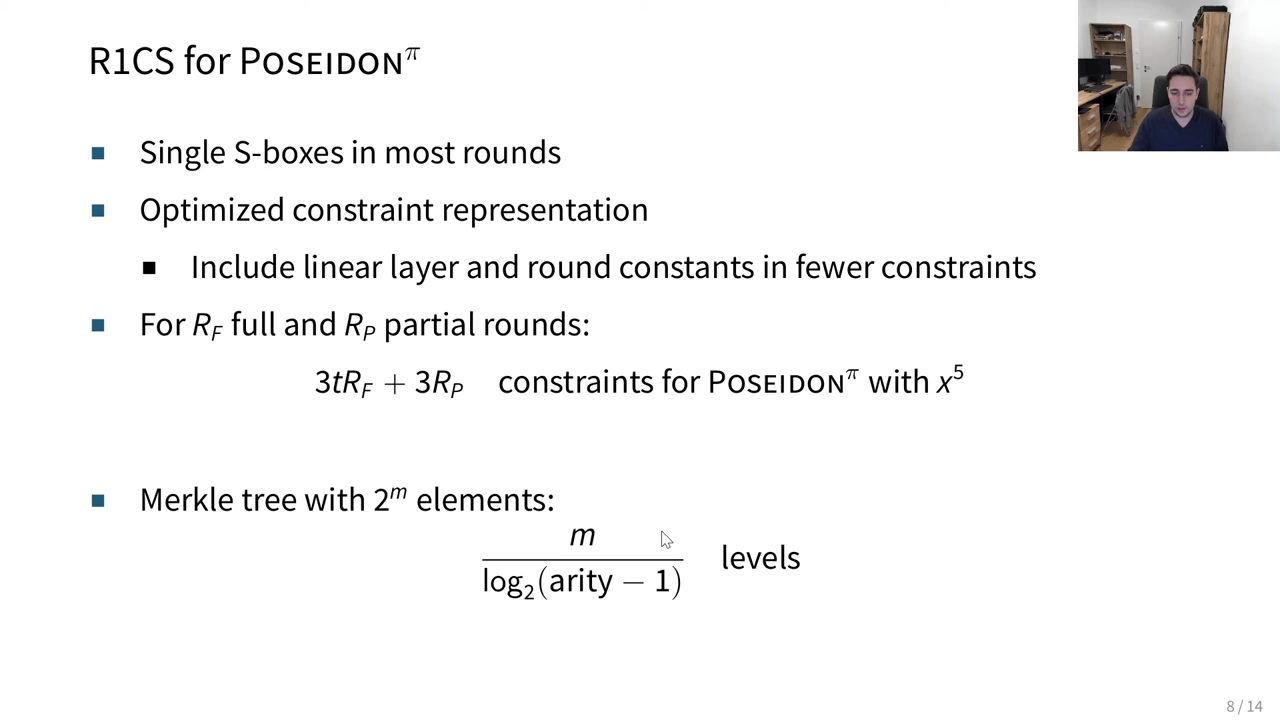 R1CS for POSEIDON^π
■ Single S-boxes in most rounds
■ Optimized constraint representation
■ Include linear layer and round constants in fewer constraints
■ For R_F full and R_P partial rounds:
3tR_F + 3R_P constraints for POSEIDON^π with x^5
■ Merkle tree with 2^m elements:
m
log_2(arity − 1) levels
8 / 14